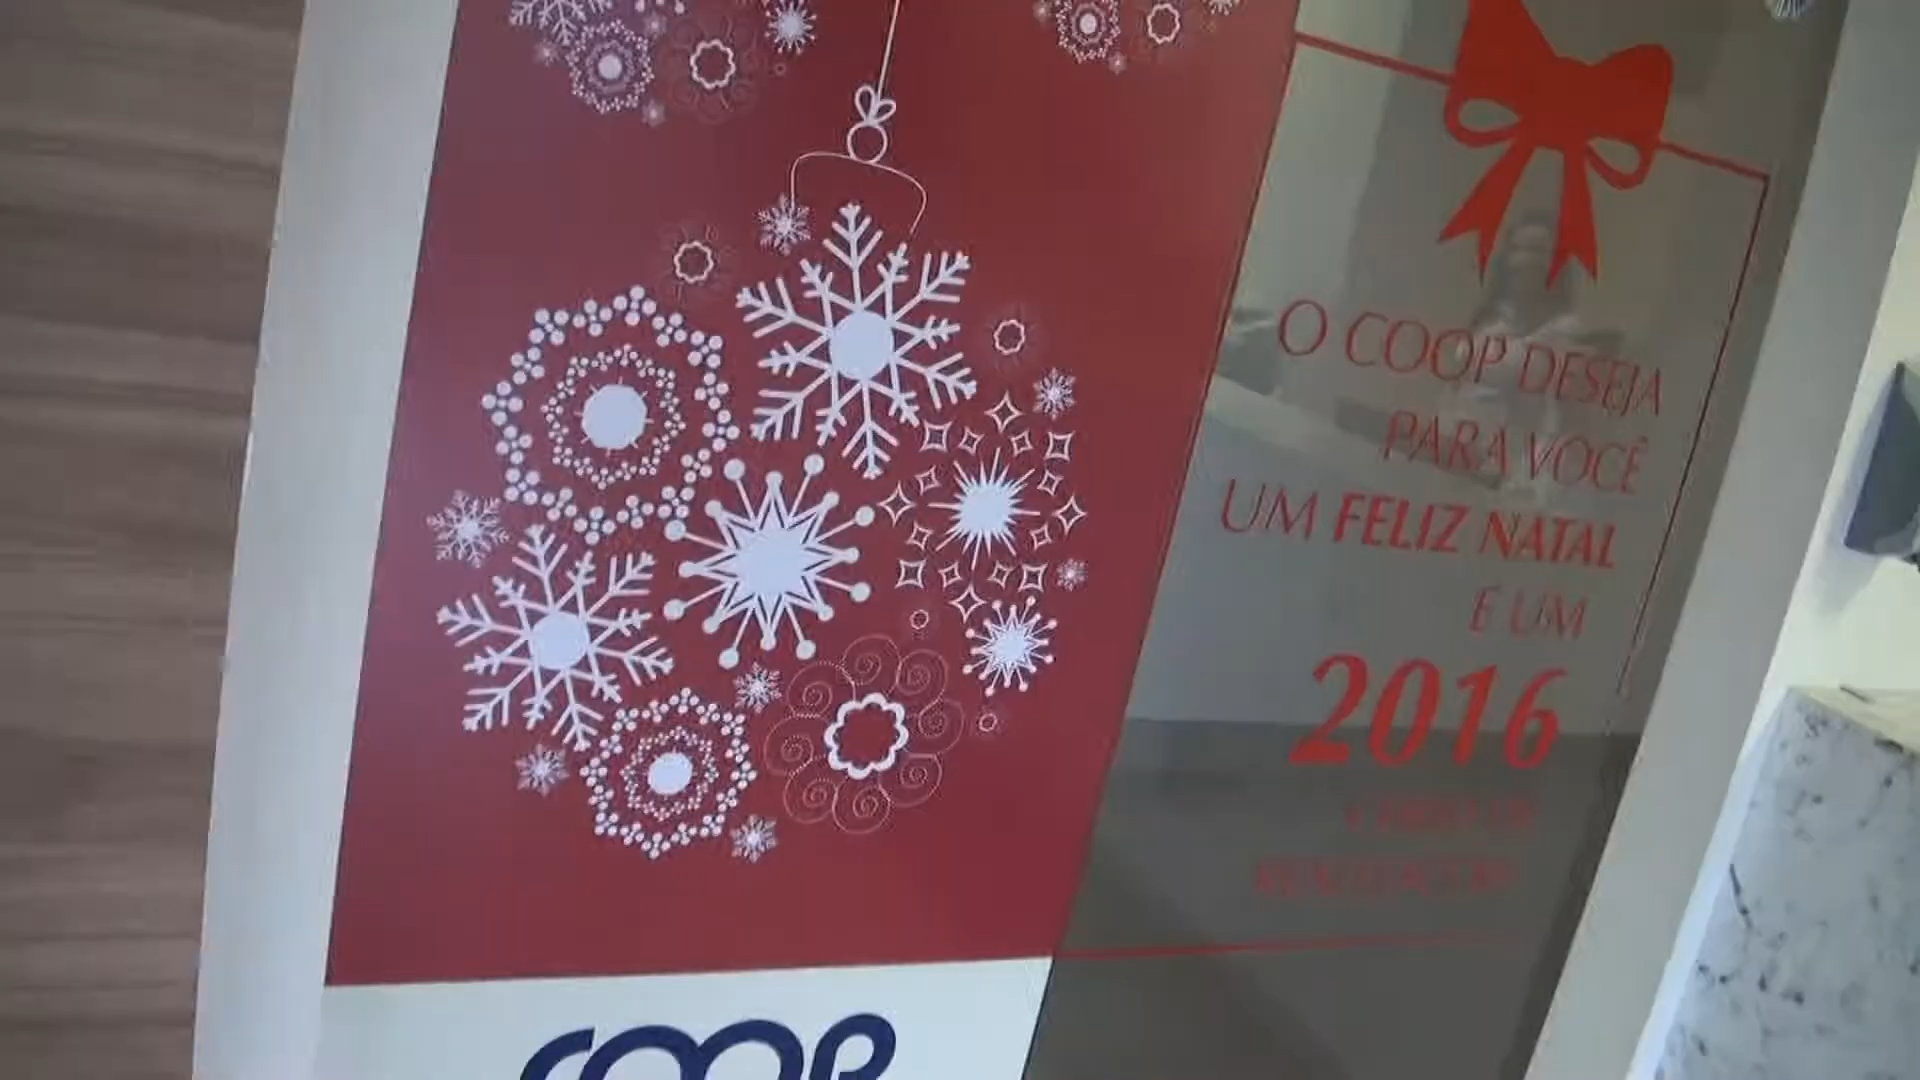 O COOP DESEJA
PARA VOCÊ
UM FELIZ NATAL
E UM
2016
COOP